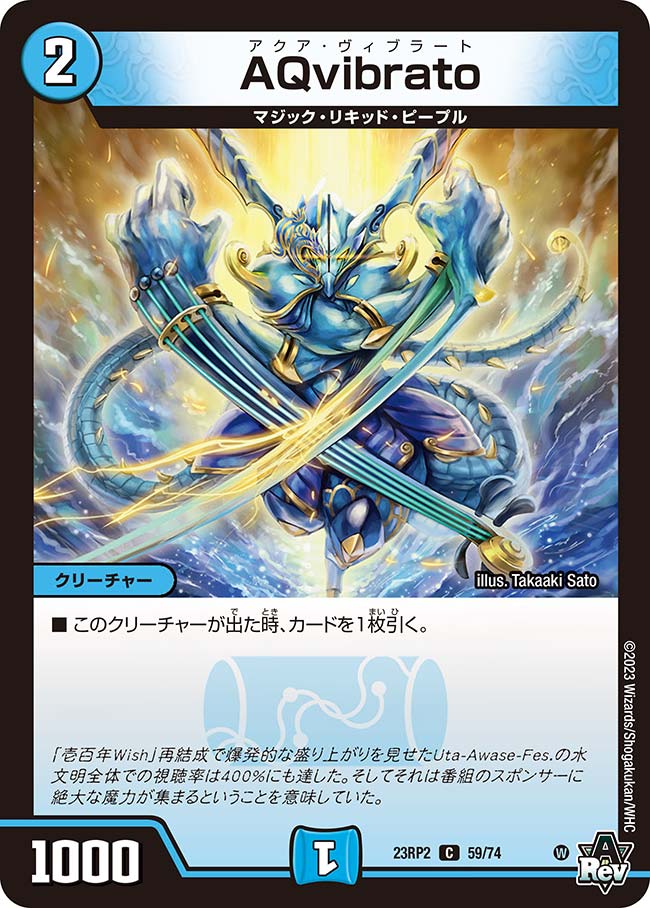 2
アクア・ヴィブラート
AQvibrato
マジック・リキッド・ピープル
クリーチャー
illus. Takaaki Sato
■ このクリーチャーが出た時、カードを1枚引く。
「壱百年Wish」再結成で爆発的な盛り上がりを見せたUta-Awase-Fes.の水
文明全体での視聴率は400%にも達した。そしてそれは番組のスポンサーに
絶大な魔力が集まるということを意味していた。
©2023 Wizards/Shogakukan/WHC
1000
1
23RP2 C 59/74
W
A Rev